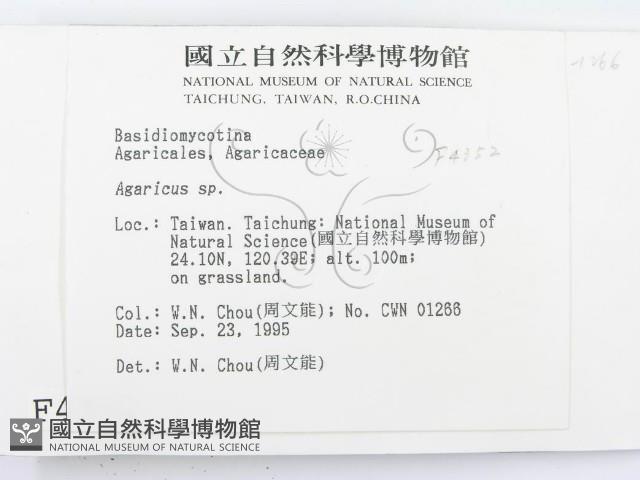 國立自然科學博物館
NATIONAL MUSEUM OF NATURAL SCIENCE
TAICHUNG, TAIWAN, R.O.CHINA
1266
Basidiomycotina
Agaricales, Agaricaceae
F4352
Agaricus sp.
Loc.: Taiwan. Taichung: National Museum of
Natural Science(國立自然科學博物館)
24.10N, 120.39E; alt. 100m;
on grassland.
Col.: W.N. Chou(周文能); No. CWN 01266
Date: Sep. 23, 1995
Det.: W.N. Chou(周文能)
F4
國立自然科學博物館
NATIONAL MUSEUM OF NATURAL SCIENCE